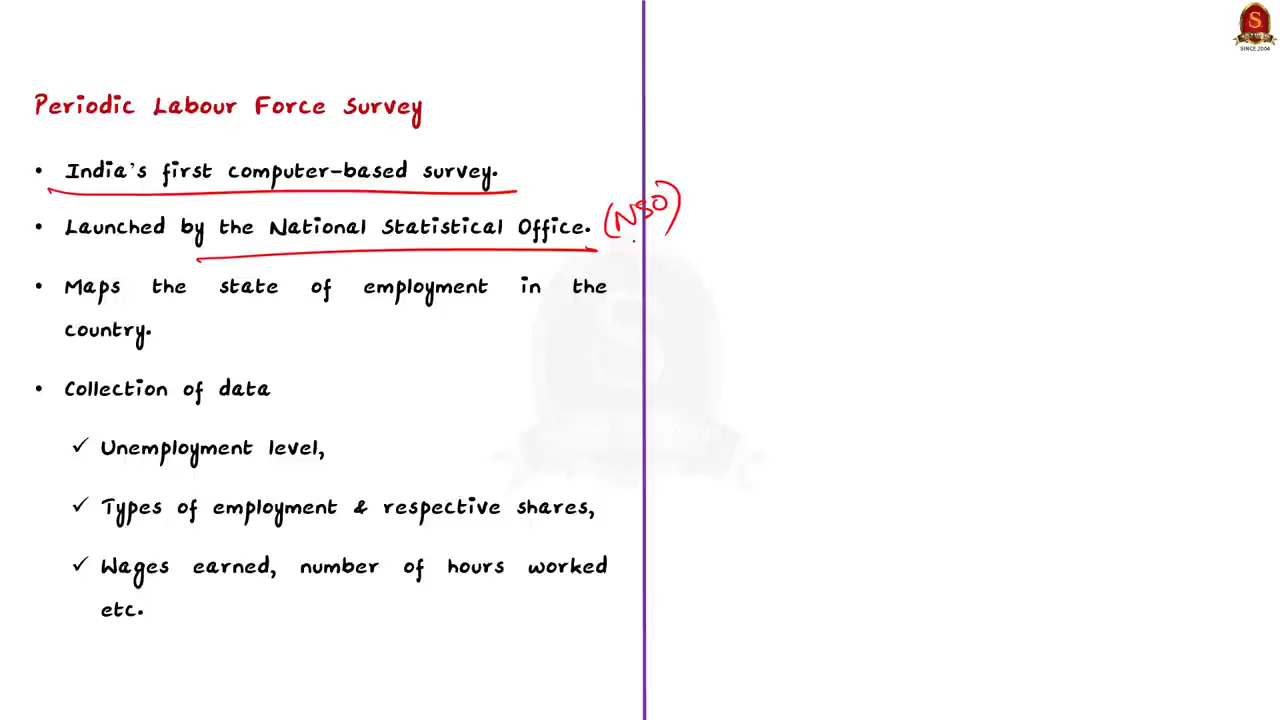 Periodic Labour Force Survey
• India's first computer-based survey.
• Launched by the National Statistical Office. (NSO)
• Maps the state of employment in the
country.
• Collection of data
✓ Unemployment level,
✓ Types of employment & respective shares,
✓ Wages earned, number of hours worked
etc.
S
SINCE 2004